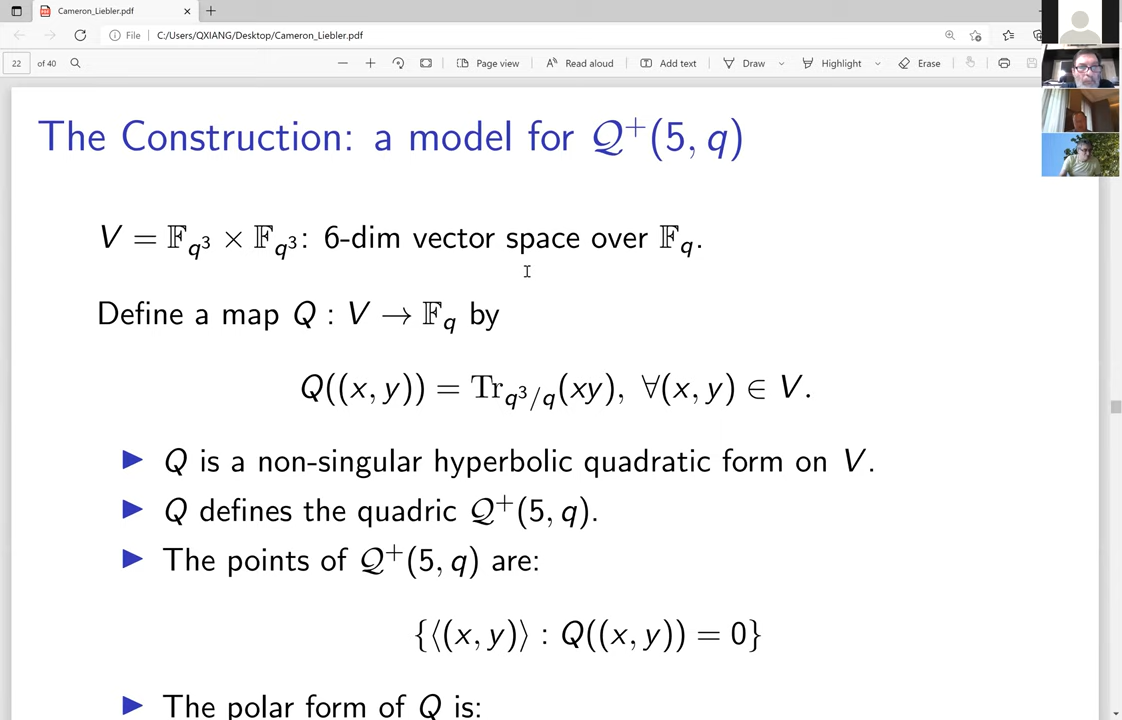 Cameron_Liebler.pdf
File C:/Users/QXIANG/Desktop/Cameron_Liebler.pdf
22 of 40 Page view Read aloud Add text Draw Highlight Erase
The Construction: a model for 𝒬⁺(5, q)
V = 𝔽_{q³} × 𝔽_{q³}: 6-dim vector space over 𝔽_q.
Define a map Q : V → 𝔽_q by
Q((x, y)) = Tr_{q³/q}(xy), ∀(x, y) ∈ V.
▶ Q is a non-singular hyperbolic quadratic form on V.
▶ Q defines the quadric 𝒬⁺(5, q).
▶ The points of 𝒬⁺(5, q) are:
{⟨(x, y)⟩ : Q((x, y)) = 0}
▶ The polar form of Q is: